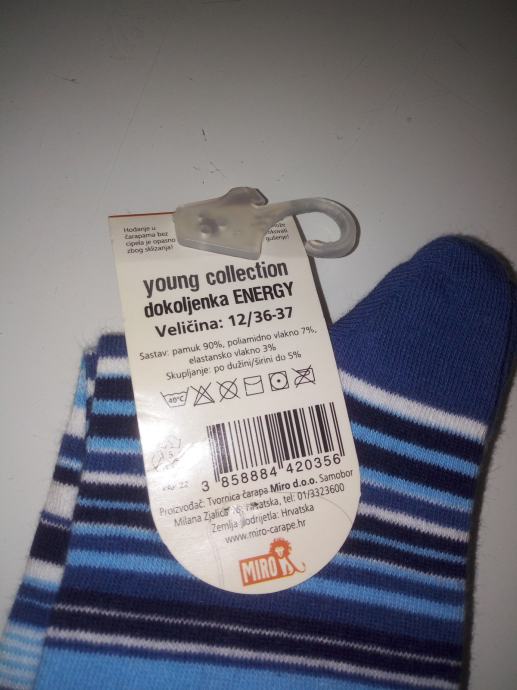 Hodanje u
čarapama bez
cipela je opasno
zbog sklizanja!
gušenje!
young collection
dokoljenka ENERGY
Veličina: 12/36-37
Sastav: pamuk 90%, poliamidno vlakno 7%,
elastansko vlakno 3%
Skupljanje: po dužini/širini do 5%
40°C
3 858884 420356
Proizvođač: Tvornica čarapa Miro d.o.o. Samobor
Milana Zjalića Hrvatska, tel: 01/3323600
Zemlja podrijetla: Hrvatska
www.miro-carape.hr
MIRO